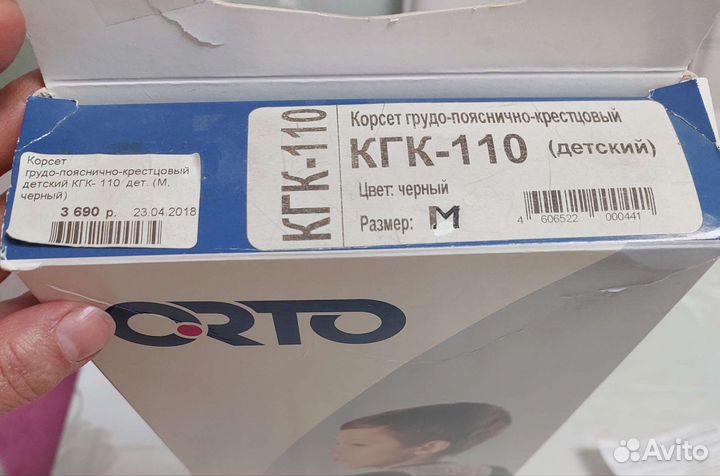 Корсет
грудо-пояснично-крестцовый
детский КГК- 110 дет. (М,
черный)
3 690 р. 23.04.2018
КГК-110
Корсет грудо-пояснично-крестцовый
КГК-110 (детский)
Цвет: черный
Размер: M
4 606522 000441
ORTO
Avito